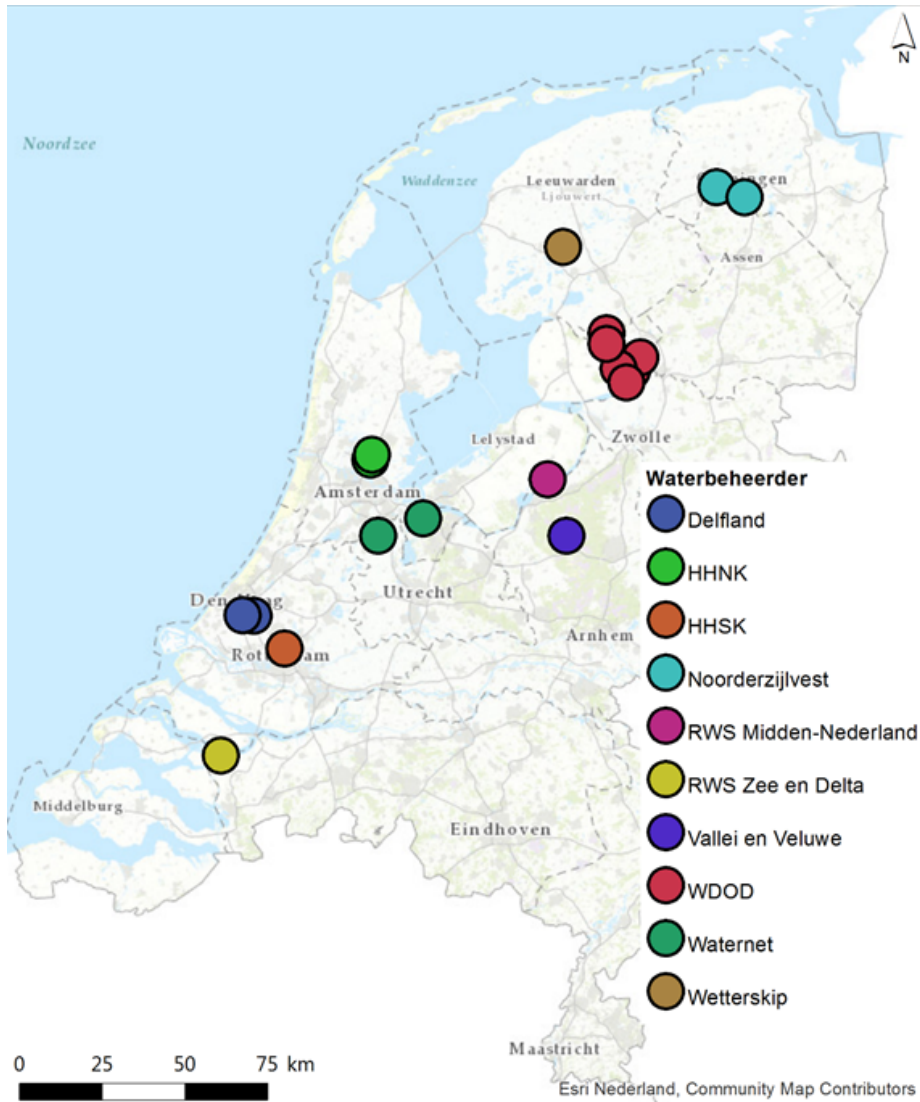 N
Noordzee
Waddenzee
Leeuwarden
Ljouwert
Assen
Lelystad
Zwolle
Amsterdam
Utrecht
Arnhem
Middelburg
Eindhoven
Maastricht
Waterbeheerder
Delfland
HHNK
HHSK
Noorderzijlvest
RWS Midden-Nederland
RWS Zee en Delta
Vallei en Veluwe
WDOD
Waternet
Wetterskip
0 25 50 75 km
Esri Nederland, Community Map Contributors